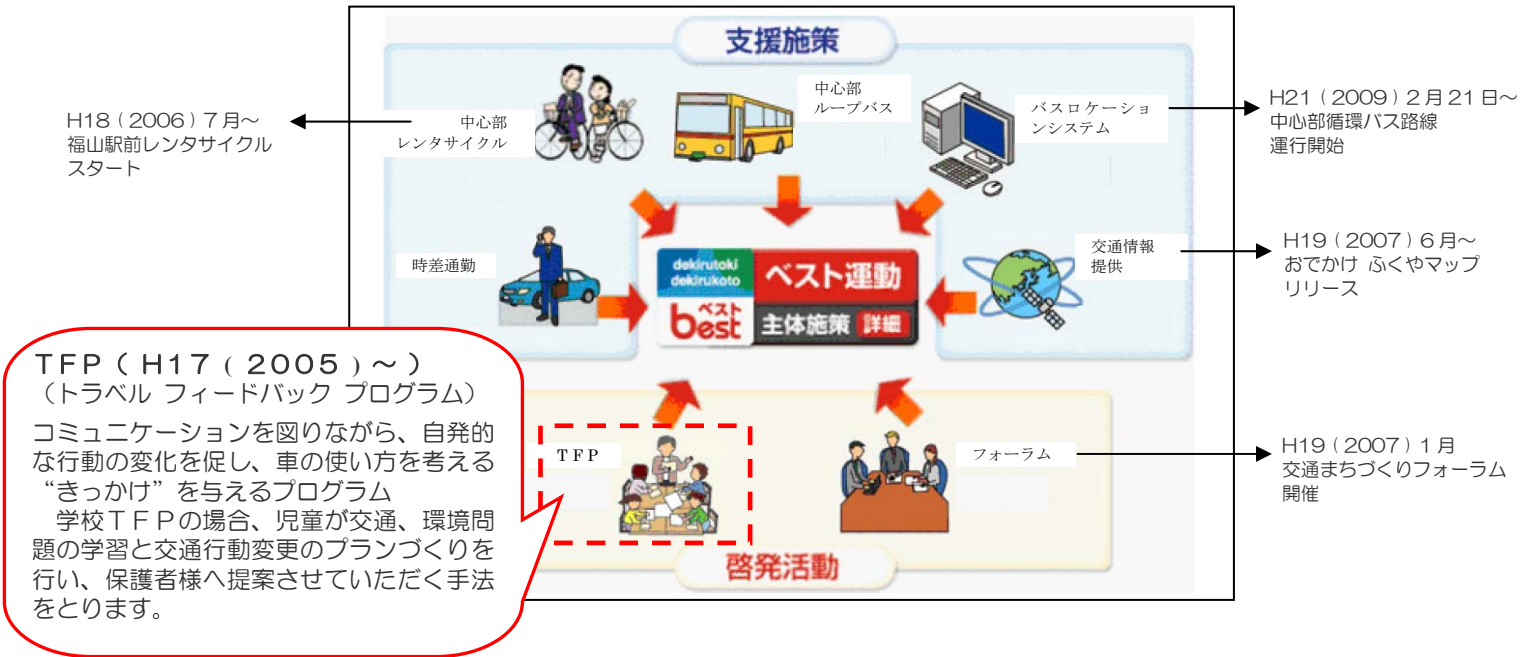 支援施策
H18（2006）7月～
福山駅前レンタサイクル
スタート
中心部
レンタサイクル
中心部
ループバス
バスロケーショ
ンシステム
H21（2009）2月21日～
中心部循環バス路線
運行開始
時差通勤
dekirutoki
dekirukoto
ベスト
best
ベスト運動
主体施策 詳細
交通情報
提供
H19（2007）6月～
おでかけ ふくやマップ
リリース
TFP（H17（2005）～）
（トラベル フィードバック プログラム）
コミュニケーションを図りながら、自発的
な行動の変化を促し、車の使い方を考える
“きっかけ”を与えるプログラム
　学校TFPの場合、児童が交通、環境問
題の学習と交通行動変更のプランづくりを
行い、保護者様へ提案させていただく手法
をとります。
TFP
フォーラム
H19（2007）1月
交通まちづくりフォーラム
開催
啓発活動